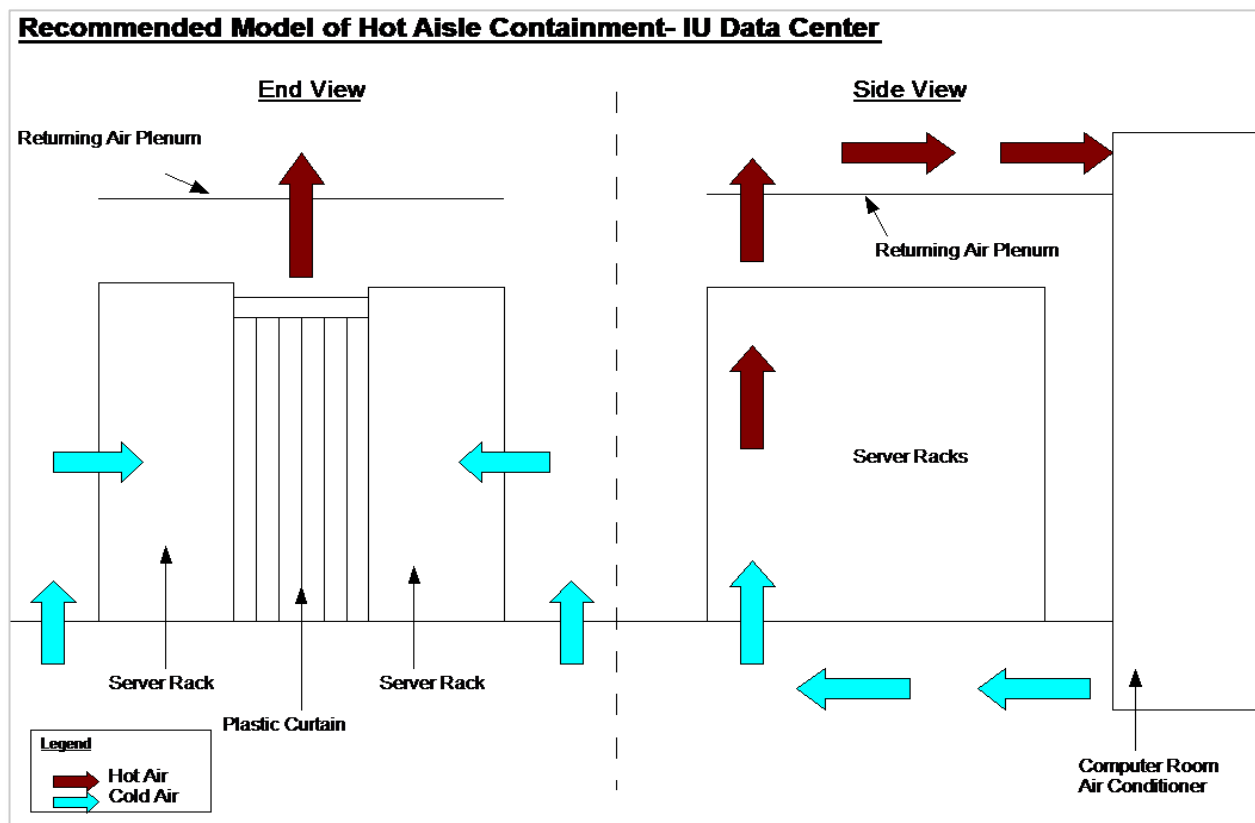 Recommended Model of Hot Aisle Containment- IU Data Center
End View
Side View
Returning Air Plenum
Returning Air Plenum
Server Racks
Server Rack
Server Rack
Plastic Curtain
Computer Room
Air Conditioner
Legend
Hot Air
Cold Air